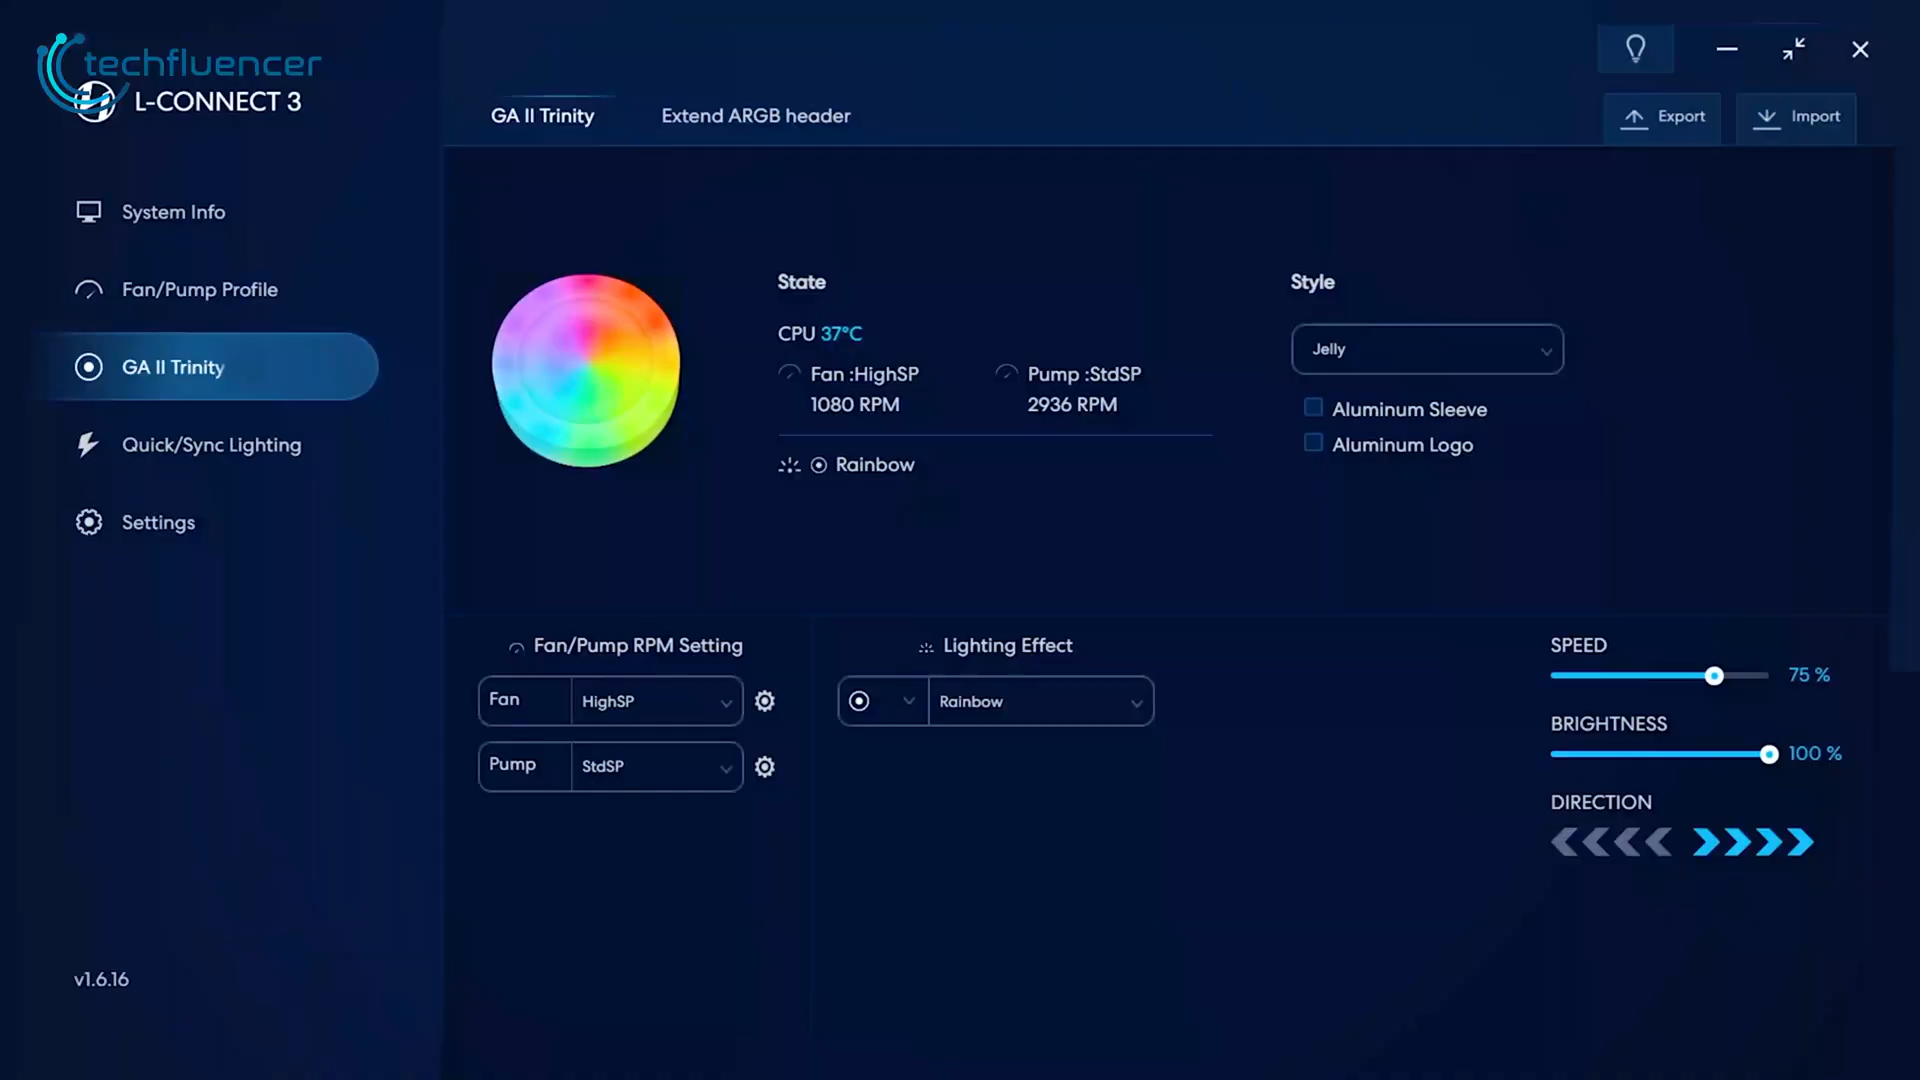 techfluencer
L-CONNECT 3
GA II Trinity
Extend ARGB header
Export
Import
System Info
Fan/Pump Profile
GA II Trinity
Quick/Sync Lighting
Settings
v1.6.16
State
CPU 37°C
Fan :HighSP
1080 RPM
Pump :StdSP
2936 RPM
Rainbow
Style
Jelly
Aluminum Sleeve
Aluminum Logo
Fan/Pump RPM Setting
Fan HighSP
Pump StdSP
Lighting Effect
Rainbow
SPEED
75 %
BRIGHTNESS
100 %
DIRECTION